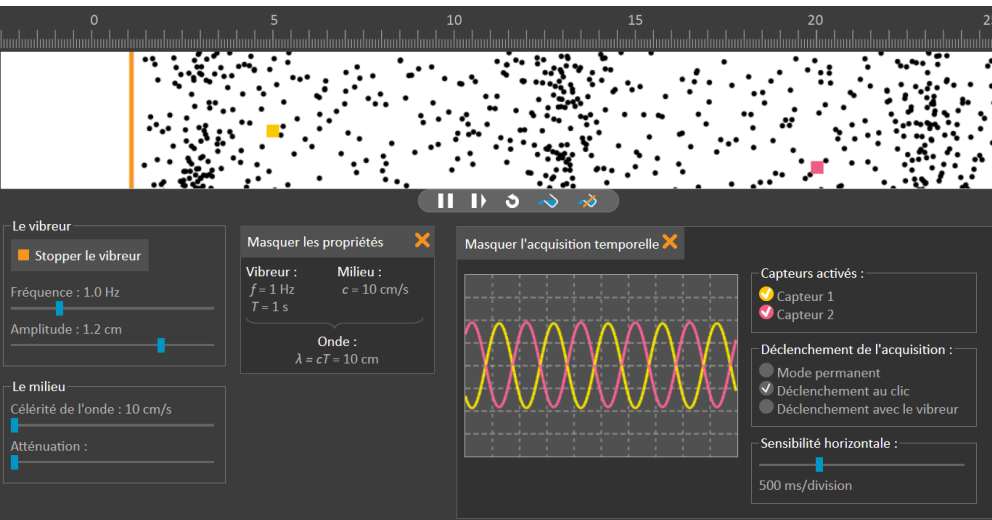 0 5 10 15 20 2
Le vibreur
Stopper le vibreur
Fréquence : 1.0 Hz
Amplitude : 1.2 cm
Le milieu
Célérité de l'onde : 10 cm/s
Atténuation :
Masquer les propriétés
Vibreur : Milieu :
f = 1 Hz c = 10 cm/s
T = 1 s
Onde :
λ = cT = 10 cm
Masquer l'acquisition temporelle
Capteurs activés :
Capteur 1
Capteur 2
Déclenchement de l'acquisition :
Mode permanent
Déclenchement au clic
Déclenchement avec le vibreur
Sensibilité horizontale :
500 ms/division